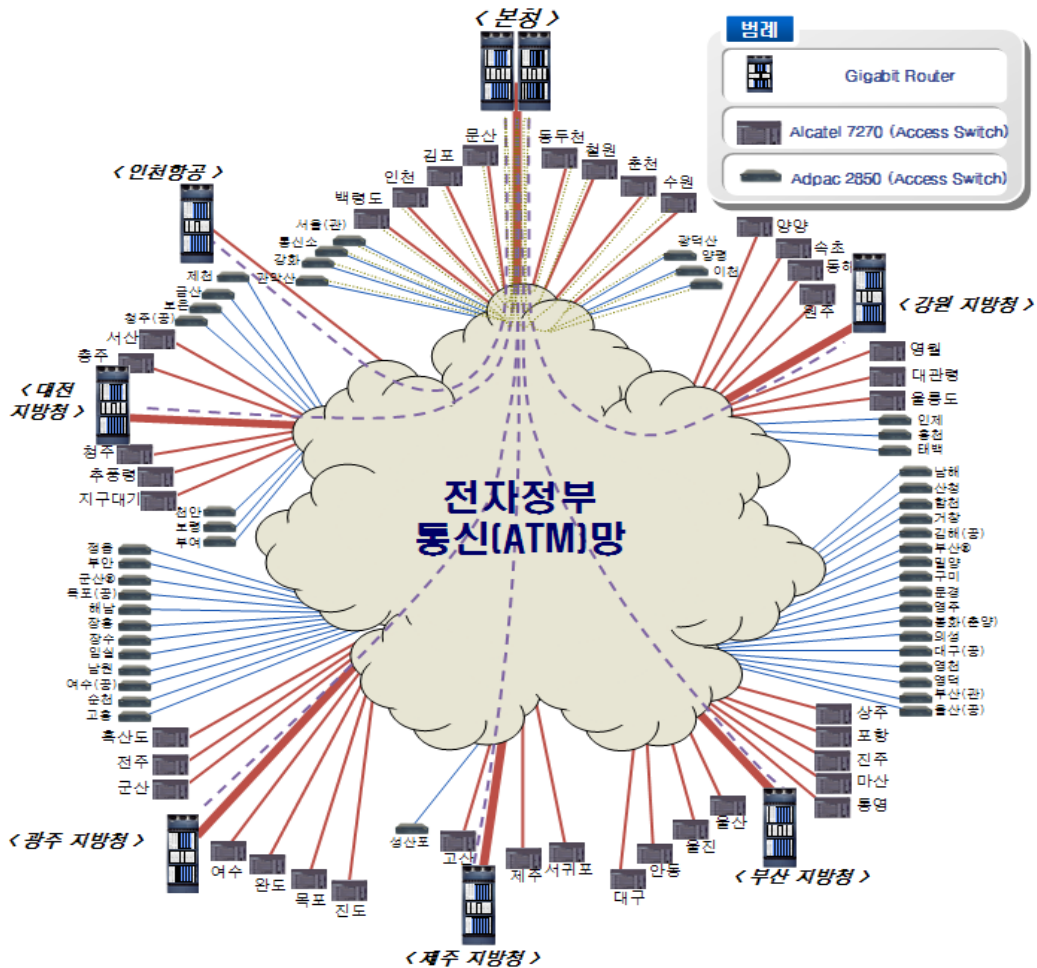 < 본청 >
범례
Gigabit Router
Alcatel 7270 (Access Switch)
Adpac 2850 (Access Switch)
문산
동두천
김포
철원
인천
춘천
백령도
수원
< 인천항공 >
서울(관)
통신소
강화
관악산
광덕산
양평
이천
양양
속초
동해
원주
< 강원 지방청 >
제천
금산
보은
청주(공)
서산
충주
< 대전
지방청 >
청주
추풍령
지구대기
천안
보령
부여
영월
대관령
울릉도
인제
홍천
태백
전자정부
통신(ATM)망
정읍
부안
군산®
목포(공)
해남
장흥
장수
임실
남원
여수(공)
순천
고흥
남해
산청
합천
거창
김해(공)
부산®
밀양
구미
문경
영주
봉화(춘양)
의성
대구(공)
영천
영덕
부산(관)
울산(공)
흑산도
전주
군산
< 광주 지방청 >
여수
완도
목포
진도
성산포
고산
제주
서귀포
< 제주 지방청 >
대구
안동
울진
울산
상주
포항
진주
마산
통영
< 부산 지방청 >